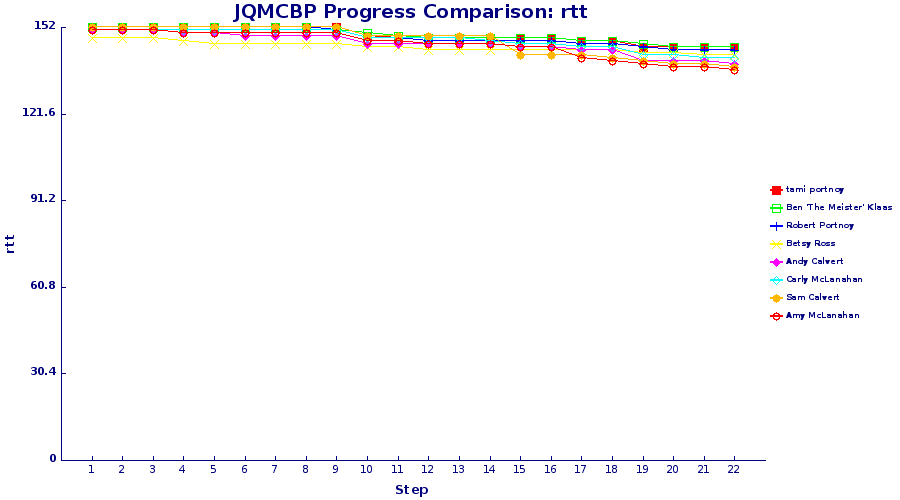 JQMCBP Progress Comparison: rtt
152
121.6
91.2
60.8
30.4
0
rtt
1 2 3 4 5 6 7 8 9 10 11 12 13 14 15 16 17 18 19 20 21 22
Step
tami portnoy
Ben 'The Meister' Klaas
Robert Portnoy
Betsy Ross
Andy Calvert
Carly McLanahan
Sam Calvert
Amy McLanahan